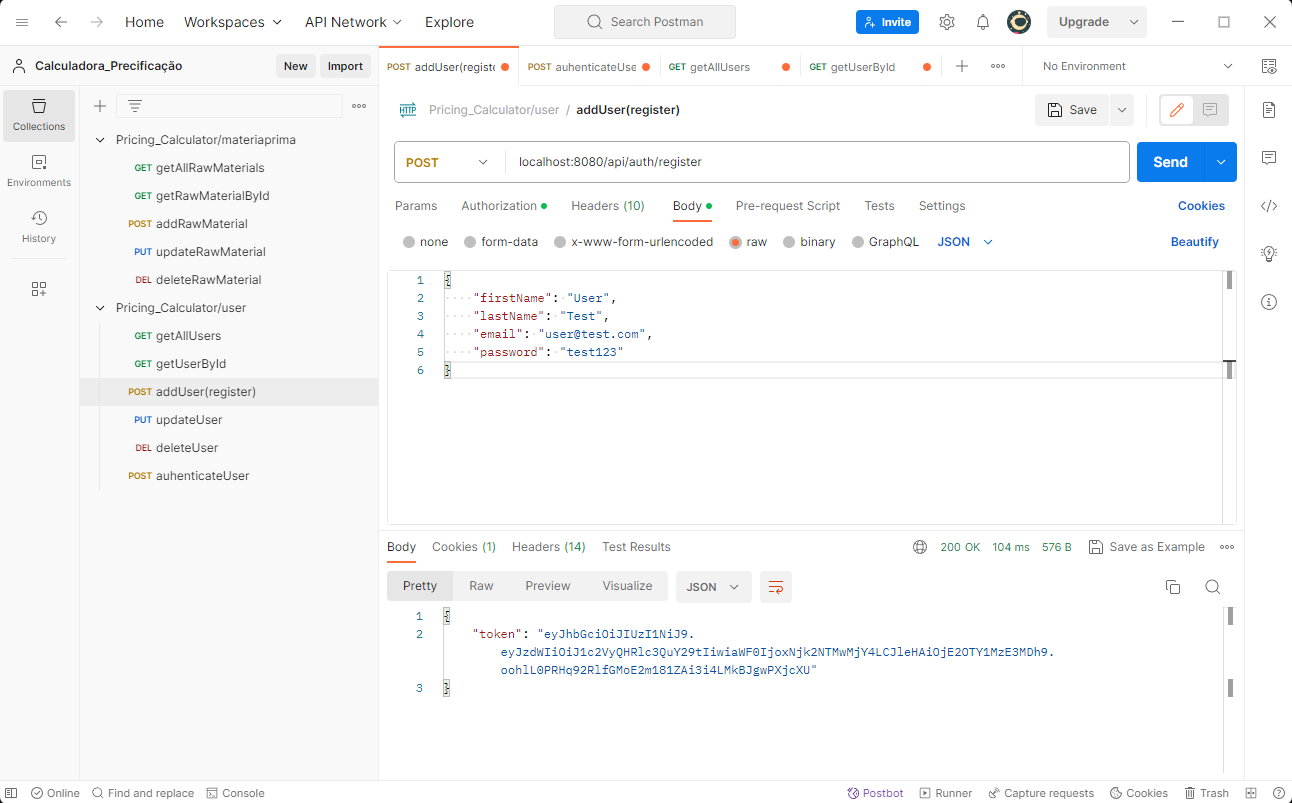 Home Workspaces API Network Explore Search Postman Invite Upgrade
Calculadora_Precificação New Import
POST addUser(registe POST auhenticateUse GET getAllUsers GET getUserById No Environment
Collections
Environments
History
Pricing_Calculator/materiaprima
GET getAllRawMaterials
GET getRawMaterialById
POST addRawMaterial
PUT updateRawMaterial
DEL deleteRawMaterial
Pricing_Calculator/user
GET getAllUsers
GET getUserById
POST addUser(register)
PUT updateUser
DEL deleteUser
POST auhenticateUser
HTTP Pricing_Calculator/user / addUser(register) Save
POST localhost:8080/api/auth/register Send
Params Authorization Headers (10) Body Pre-request Script Tests Settings Cookies
none form-data x-www-form-urlencoded raw binary GraphQL JSON Beautify
1 {
2 "firstName": "User",
3 "lastName": "Test",
4 "email": "user@test.com",
5 "password": "test123"
6 }
Body Cookies (1) Headers (14) Test Results 200 OK 104 ms 576 B Save as Example
Pretty Raw Preview Visualize JSON
1 {
2 "token": "eyJhbGciOiJIUzI1NiJ9.
eyJzdWIiOiJ1c2VyQHRlc3QuY29tIiwiaWF0IjoxNjk2NTMwMjY4LCJleHAiOjE2OTY1MzE3MDh9.
oohlL0PRHq92RlfGMoE2m181ZAi3i4LMkBJgwPXjcXU"
3 }
Online Find and replace Console Postbot Runner Capture requests Cookies Trash